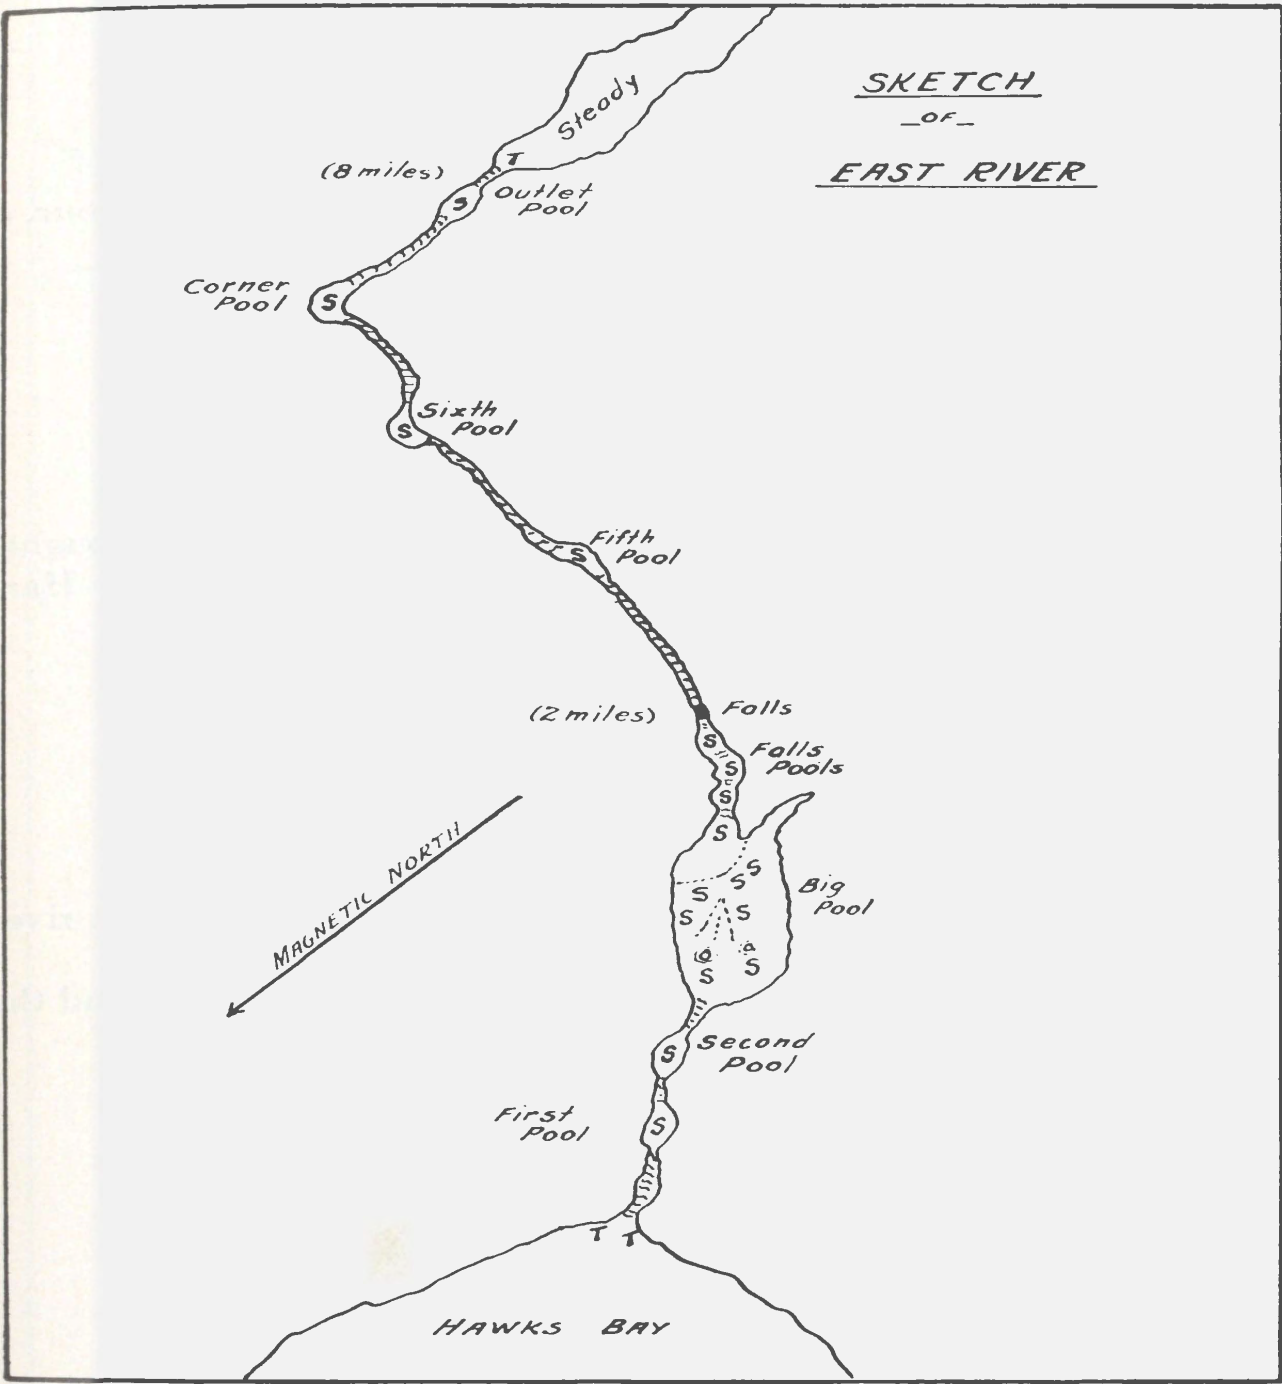 SKETCH
OF
EAST RIVER
Steady
T
(8 miles)
S
Outlet
Pool
Corner
Pool
S
Sixth
Pool
S
Fifth
Pool
S
(2 miles)
Falls
S
Falls
Pools
S
S
S
S
S
S
Big
Pool
S
S
S
S
MAGNETIC NORTH
Second
Pool
S
First
Pool
S
T T
HAWKS BAY